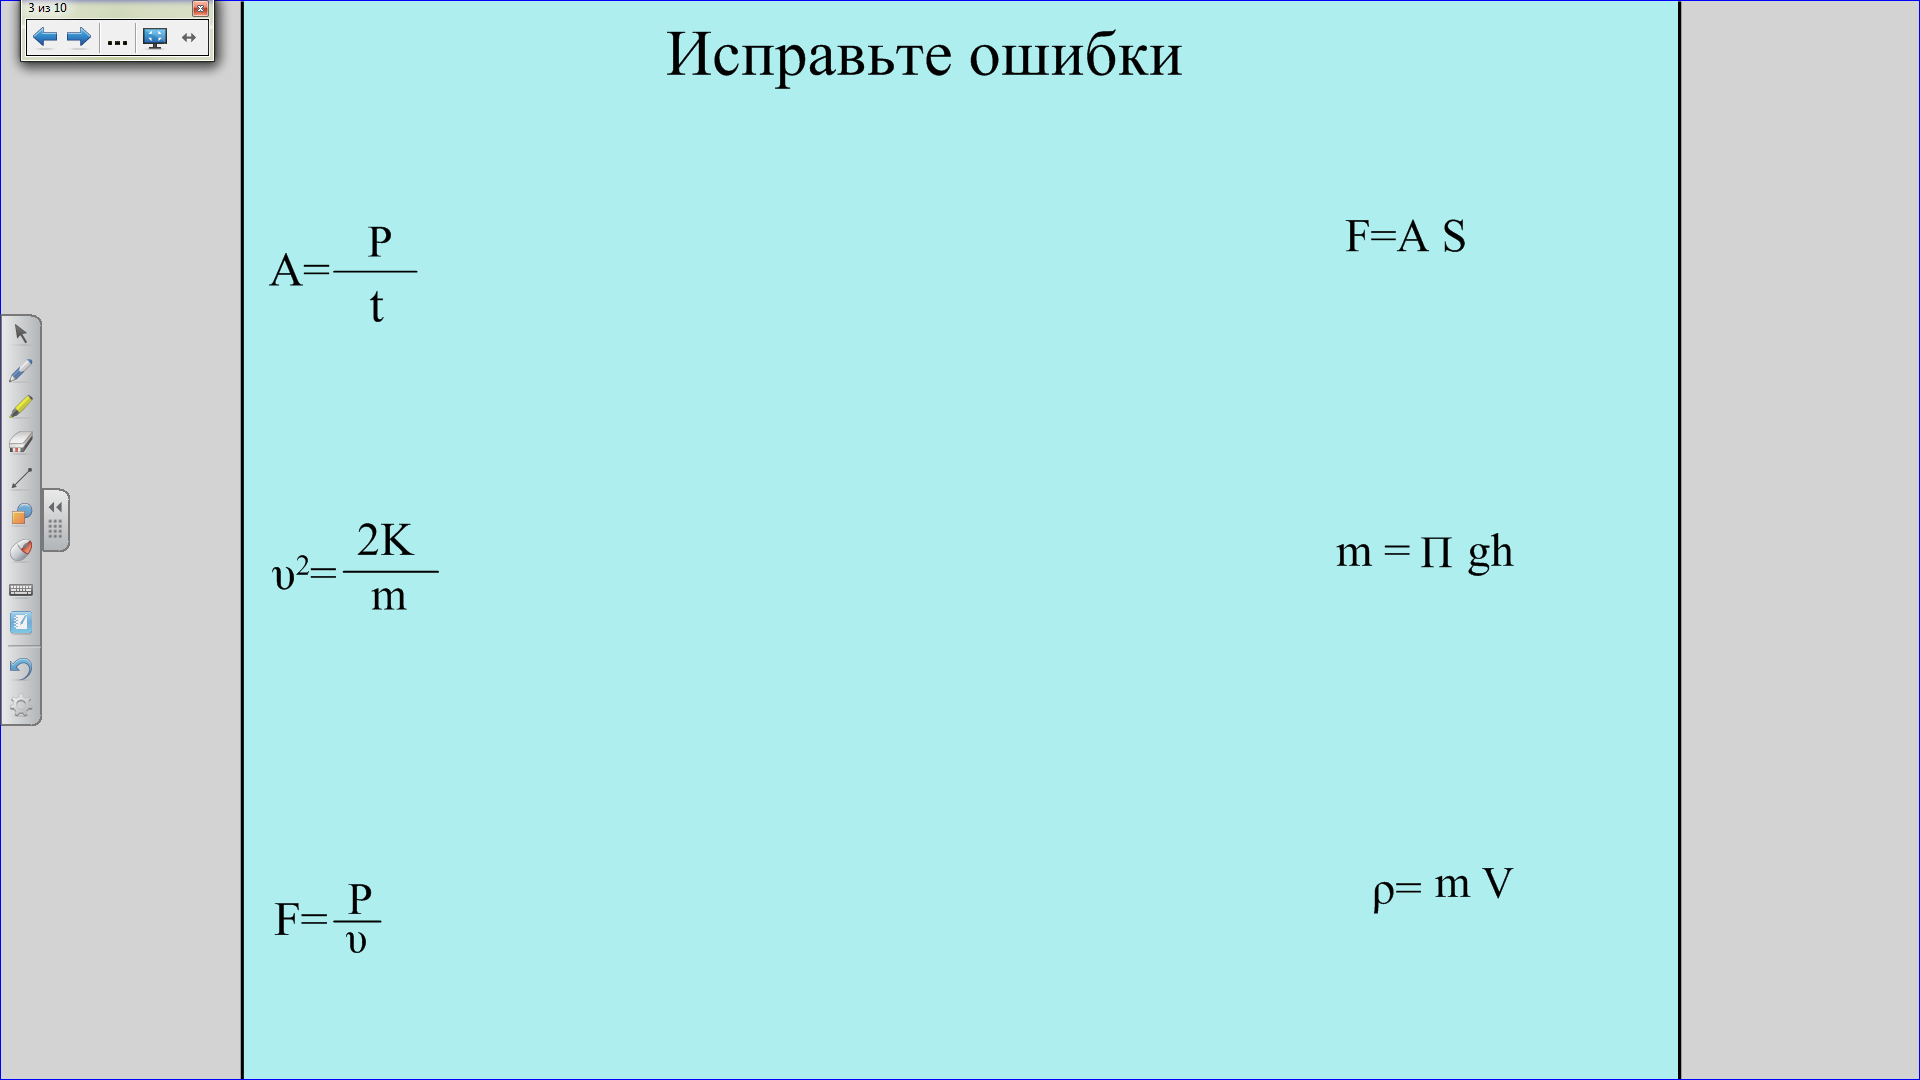 3 из 10
Исправьте ошибки
A= P
t
F=A S
υ²= 2K
m
m = П gh
F= P
υ
ρ= m V